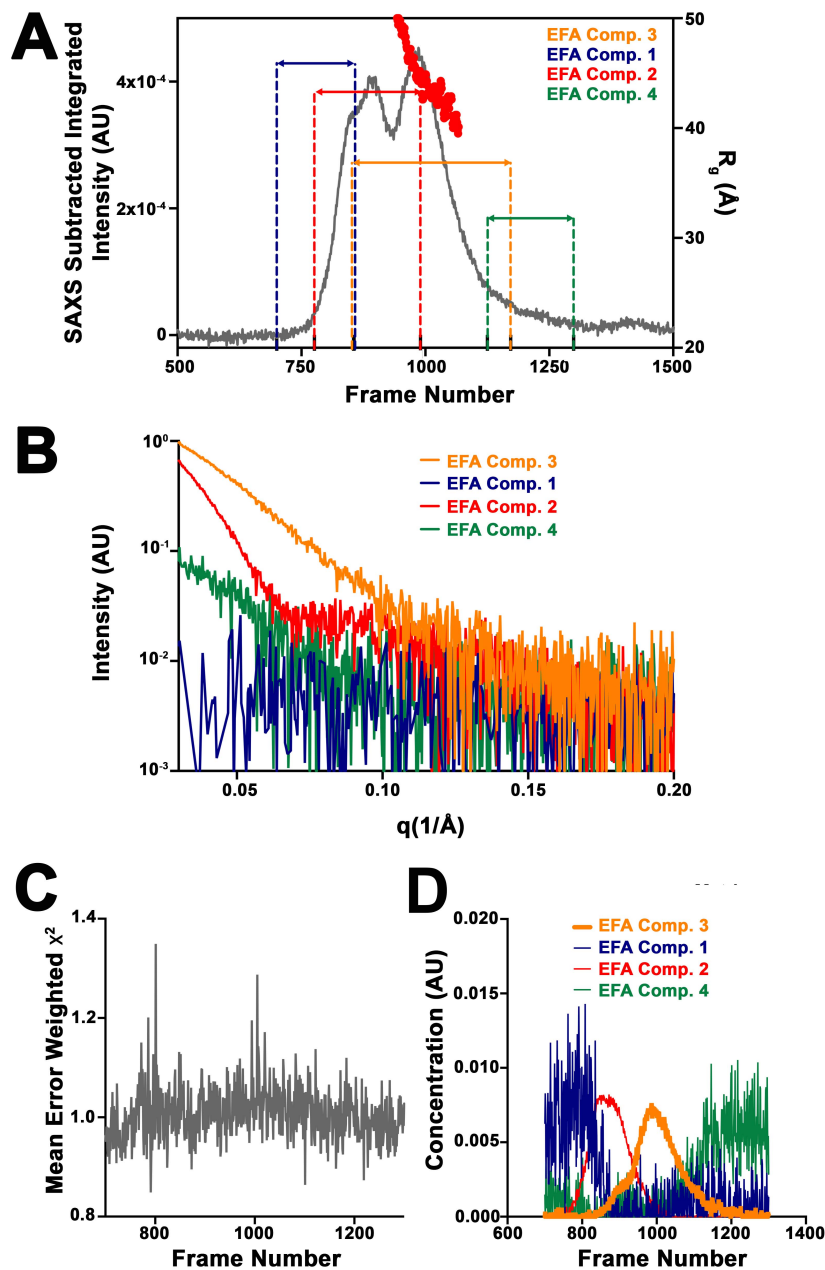 A
SAXS Subtracted Integrated
Intensity (AU)
4x10⁻⁴
2x10⁻⁴
0
500
750
1000
1250
1500
Frame Number
50
40
30
20
Rg (Å)
EFA Comp. 3
EFA Comp. 1
EFA Comp. 2
EFA Comp. 4
B
Intensity (AU)
10⁰
10⁻¹
10⁻²
10⁻³
0.05
0.10
0.15
0.20
q(1/Å)
EFA Comp. 3
EFA Comp. 1
EFA Comp. 2
EFA Comp. 4
C
Mean Error Weighted χ²
1.4
1.2
1.0
0.8
800
1000
1200
Frame Number
D
Concentration (AU)
0.020
0.015
0.010
0.005
0.000
600
800
1000
1200
1400
Frame Number
EFA Comp. 3
EFA Comp. 1
EFA Comp. 2
EFA Comp. 4